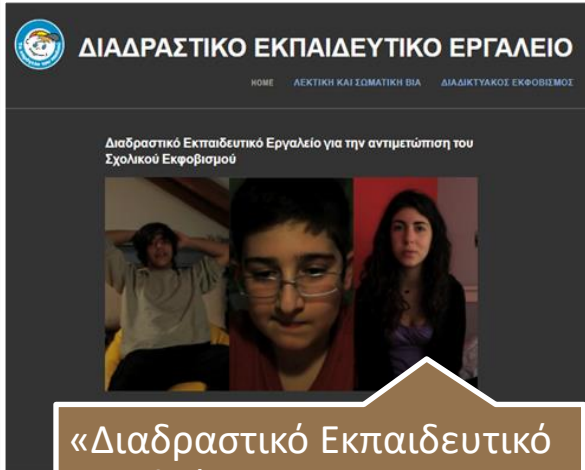 ΔΙΑΔΡΑΣΤΙΚΟ ΕΚΠΑΙΔΕΥΤΙΚΟ ΕΡΓΑΛΕΙΟ
HOME ΛΕΚΤΙΚΗ ΚΑΙ ΣΩΜΑΤΙΚΗ ΒΙΑ ΔΙΑΔΙΚΤΥΑΚΟΣ ΕΚΦΟΒΙΣΜΟΣ
Διαδραστικό Εκπαιδευτικό Εργαλείο για την αντιμετώπιση του
Σχολικού Εκφοβισμού
«Διαδραστικό Εκπαιδευτικό